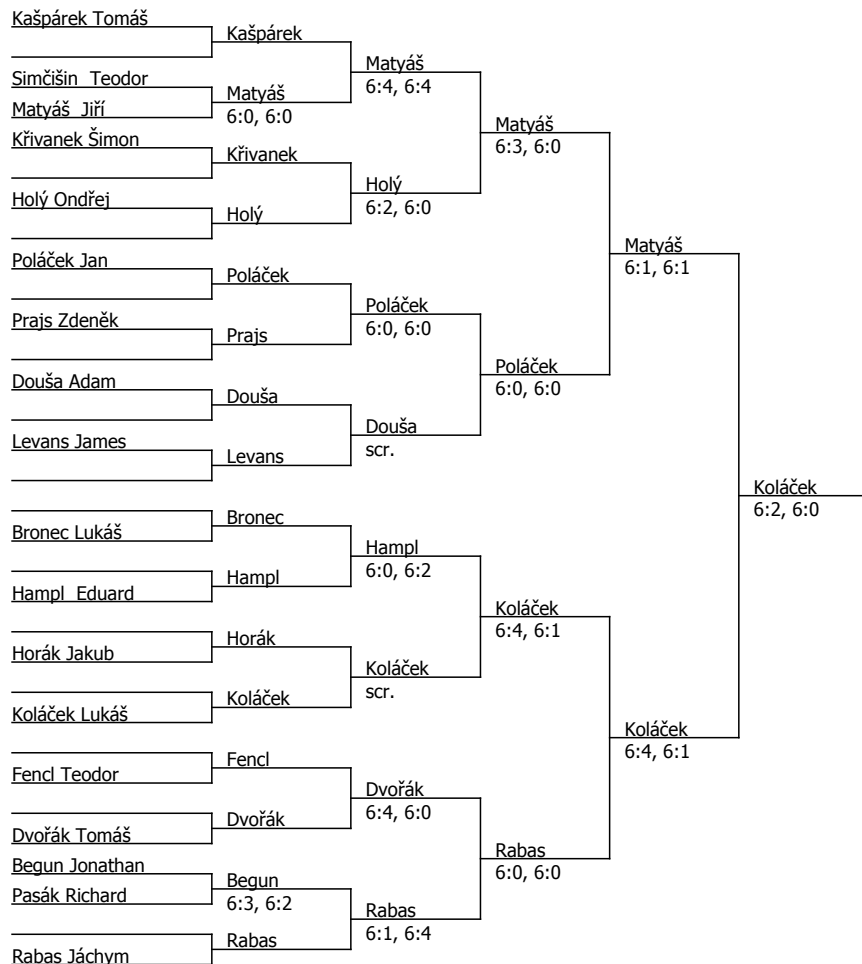 Kašpárek Tomáš
Kašpárek
Matyáš
6:4, 6:4
Simčišin Teodor
Matyáš
Matyáš Jiří
6:0, 6:0
Matyáš
6:3, 6:0
Křivanek Šimon
Křivanek
Holý
6:2, 6:0
Holý Ondřej
Holý
Matyáš
6:1, 6:1
Poláček Jan
Poláček
Poláček
6:0, 6:0
Prajs Zdeněk
Prajs
Poláček
6:0, 6:0
Douša Adam
Douša
Douša
scr.
Levans James
Levans
Koláček
6:2, 6:0
Bronec
Bronec Lukáš
Hampl
6:0, 6:2
Hampl
Hampl Eduard
Koláček
6:4, 6:1
Horák
Horák Jakub
Koláček
scr.
Koláček
Koláček Lukáš
Koláček
6:4, 6:1
Fencl
Fencl Teodor
Dvořák
6:4, 6:0
Dvořák
Dvořák Tomáš
Rabas
6:0, 6:0
Begun Jonathan
Begun
Pasák Richard
6:3, 6:2
Rabas
6:1, 6:4
Rabas
Rabas Jáchym